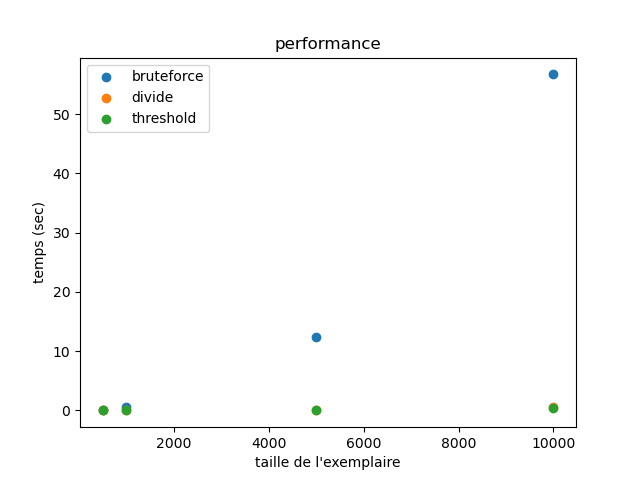 performance
bruteforce
divide
threshold
50
40
30
20
10
0
temps (sec)
2000 4000 6000 8000 10000
taille de l'exemplaire